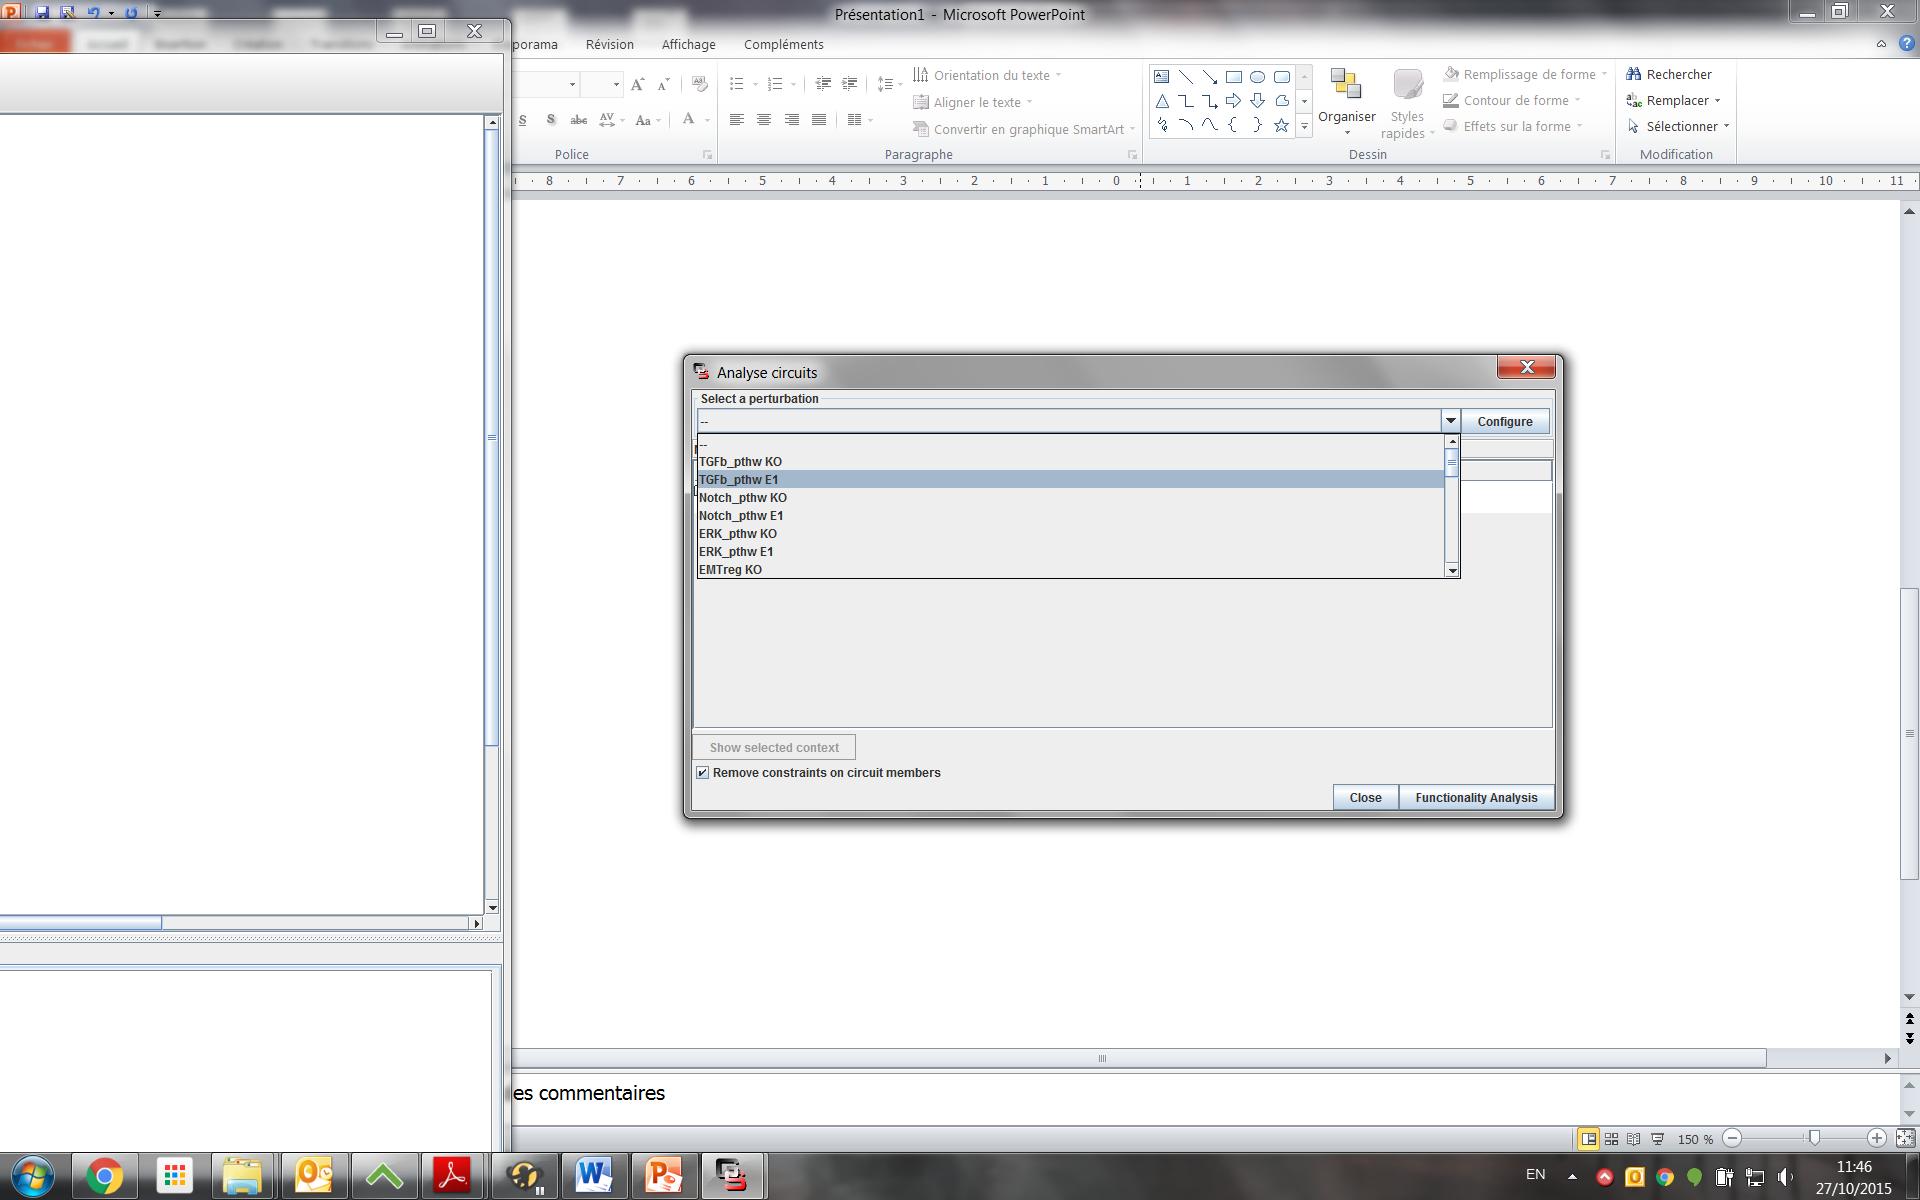 Présentation1 - Microsoft PowerPoint
porama Révision Affichage Compléments
Orientation du texte
Aligner le texte
Convertir en graphique SmartArt
Organiser
Styles rapides
Remplissage de forme
Contour de forme
Effets sur la forme
Rechercher
Remplacer
Sélectionner
Police Paragraphe Dessin Modification
8 7 6 5 4 3 2 1 0 1 2 3 4 5 6 7 8 9 10 11
Analyse circuits
Select a perturbation
--
Configure
--
TGFb_pthw KO
TGFb_pthw E1
Notch_pthw KO
Notch_pthw E1
ERK_pthw KO
ERK_pthw E1
EMTreg KO
Show selected context
Remove constraints on circuit members
Close Functionality Analysis
es commentaires
150 %
EN
11:46
27/10/2015